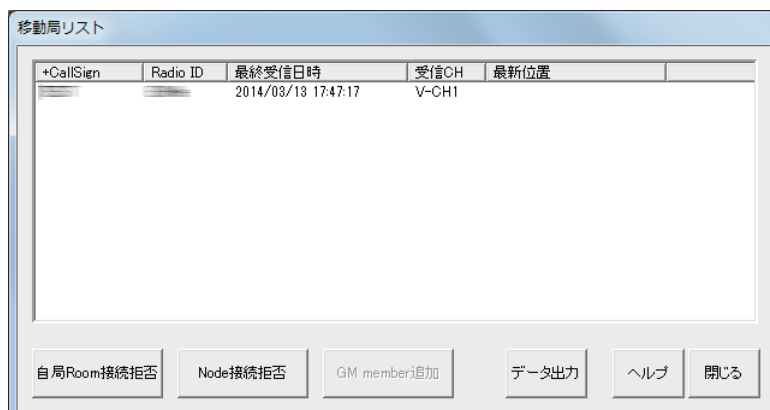 移動局リスト
+CallSign Radio ID 最終受信日時 受信CH 最新位置
2014/03/13 17:47:17 V-CH1
自局Room接続拒否 Node接続拒否 GM member追加 データ出力 ヘルプ 閉じる